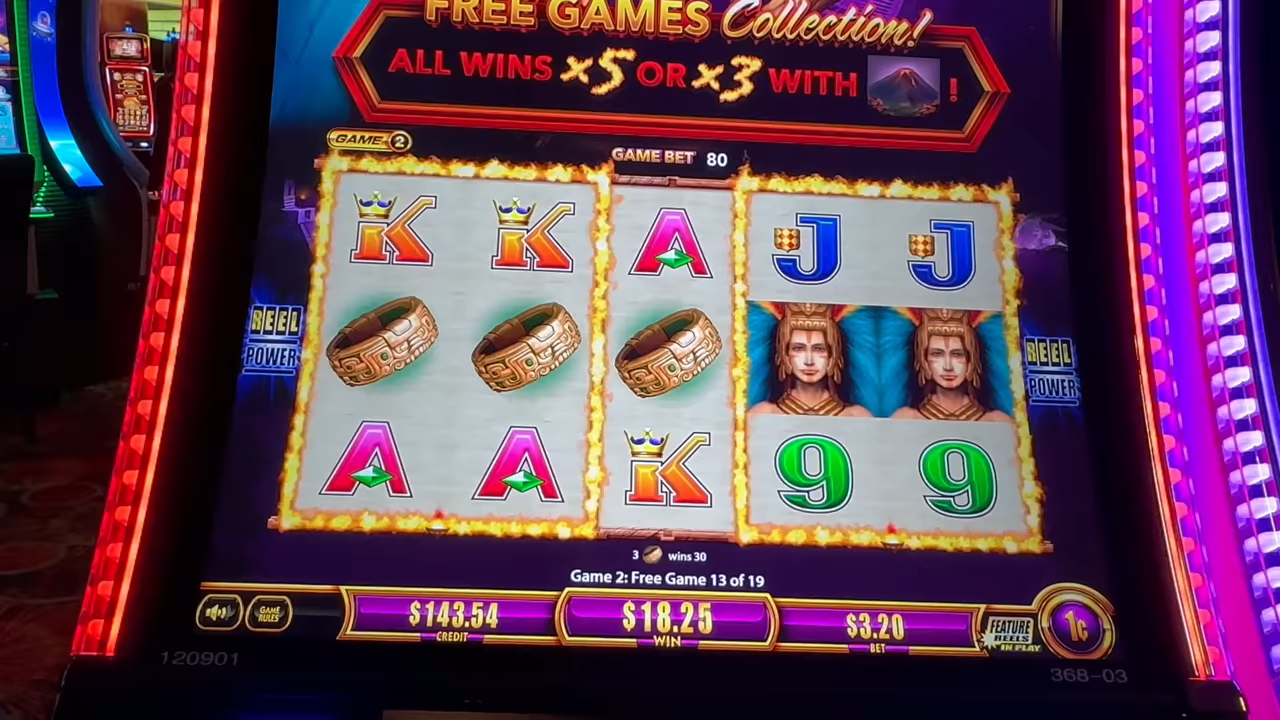 FREE GAMES Collection!
ALL WINS x5 OR x3 WITH !
GAME 2
GAME BET 80
K K A J J
REEL POWER
REEL POWER
A A K 9 9
3 wins 30
Game 2: Free Game 13 of 19
GAME RULES
$143.54
CREDIT
$18.25
WIN
$3.20
BET
FEATURE REELS IN PLAY
1¢
120901
368-03